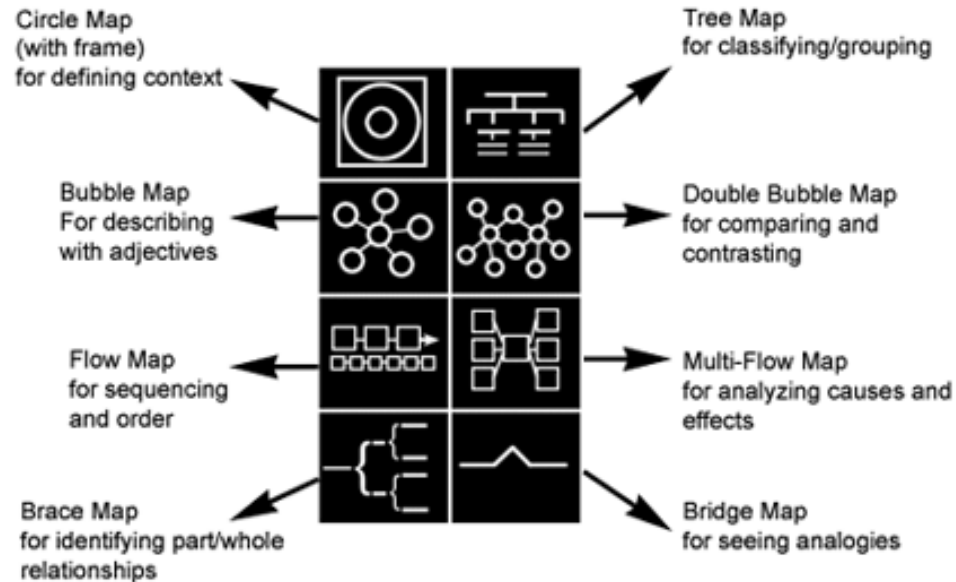 Circle Map
(with frame)
for defining context
Tree Map
for classifying/grouping
Bubble Map
For describing
with adjectives
Double Bubble Map
for comparing and
contrasting
Flow Map
for sequencing
and order
Multi-Flow Map
for analyzing causes and
effects
Brace Map
for identifying part/whole
relationships
Bridge Map
for seeing analogies